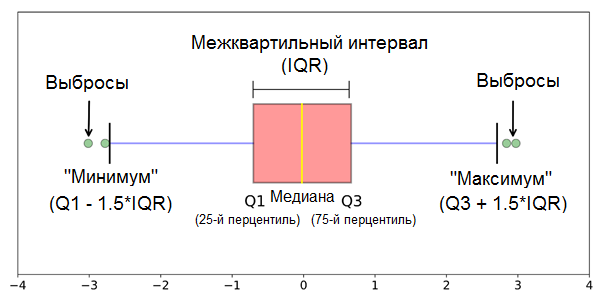 Межквартильный интервал
(IQR)
Выбросы
Выбросы
"Минимум"
(Q1 - 1.5*IQR)
Q1 Медиана Q3
(25-й перцентиль) (75-й перцентиль)
"Максимум"
(Q3 + 1.5*IQR)
−4 −3 −2 −1 0 1 2 3 4